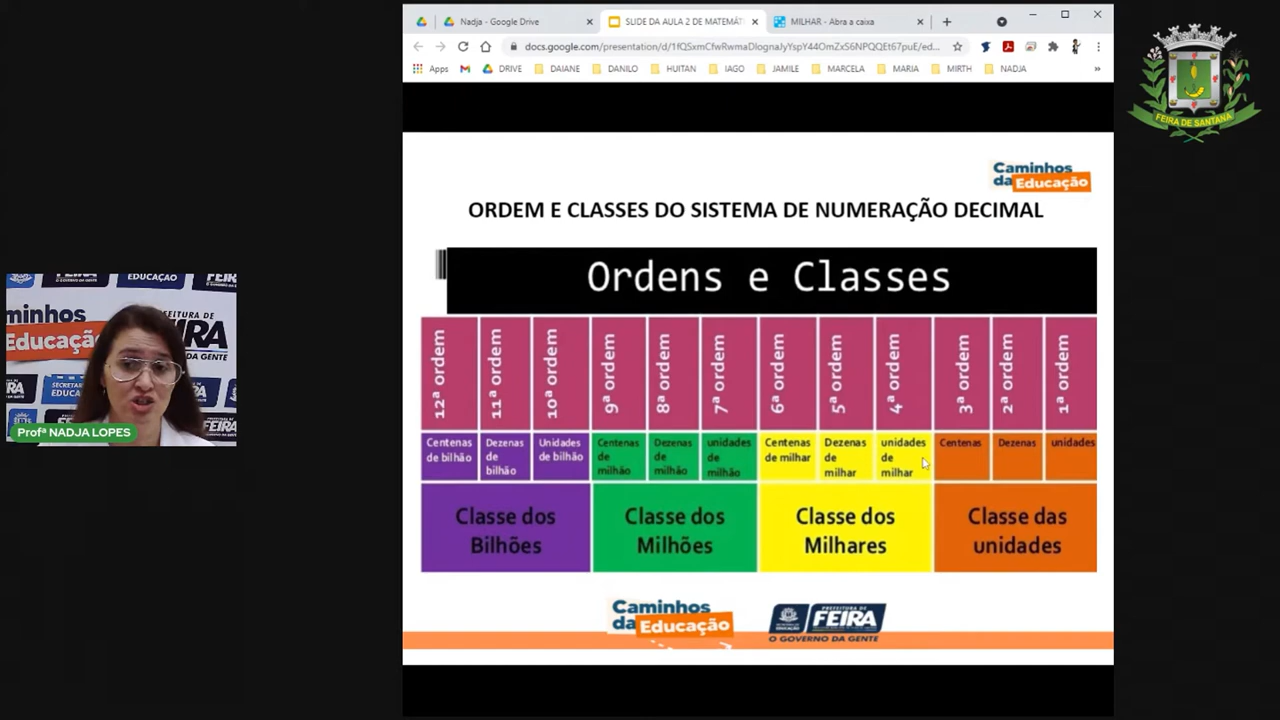 Nadja - Google Drive
SLIDE DA AULA 2 DE MATEMÁT
MILHAR - Abra a caixa
docs.google.com/presentation/d/1fQSxmCfwRwmaDlognaJyYspY44OmZxS6NPQQEt67puE/ed...
Apps
DRIVE
DAIANE
DANILO
HUITAN
IAGO
JAMILE
MARCELA
MARIA
MIRTH
NADJA
»
FEIRA DE SANTANA
Caminhos
da Educação
ORDEM E CLASSES DO SISTEMA DE NUMERAÇÃO DECIMAL
Ordens e Classes
12ª ordem
11ª ordem
10ª ordem
9ª ordem
8ª ordem
7ª ordem
6ª ordem
5ª ordem
4ª ordem
3ª ordem
2ª ordem
1ª ordem
Centenas
de bilhão
Dezenas
de
bilhão
Unidades
de bilhão
Centenas
de
milhão
Dezenas
de
milhão
unidades
de
milhão
Centenas
de milhar
Dezenas
de
milhar
unidades
de
milhar
Centenas
Dezenas
unidades
Classe dos
Bilhões
Classe dos
Milhões
Classe dos
Milhares
Classe das
unidades
Caminhos
da Educação
PREFEITURA DE
FEIRA
O GOVERNO DA GENTE
EDUCAÇÃO
minhos
Educação
FEIRA
DA GENTE
Profª NADJA LOPES